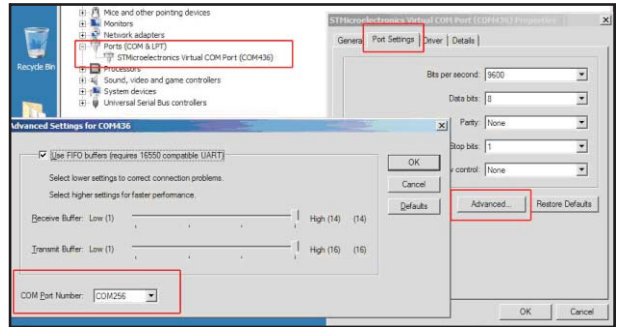 Mice and other pointing devices
Monitors
Network adapters
Ports (COM & LPT)
STMicroelectronics Virtual COM Port (COM436)
Processors
Sound, video and game controllers
System devices
Universal Serial Bus controllers
Recycle Bin
STMicroelectronics Virtual COM Port (COM436) Properties
General
Port Settings
Driver
Details
Bits per second: 9600
Data bits: 8
Parity: None
Stop bits: 1
control: None
Advanced...
Restore Defaults
OK
Cancel
Advanced Settings for COM436
Use FIFO buffers (requires 16550 compatible UART)
Select lower settings to correct connection problems.
Select higher settings for faster performance.
Receive Buffer: Low (1) High (14) (14)
Transmit Buffer: Low (1) High (16) (16)
COM Port Number: COM256
OK
Cancel
Defaults